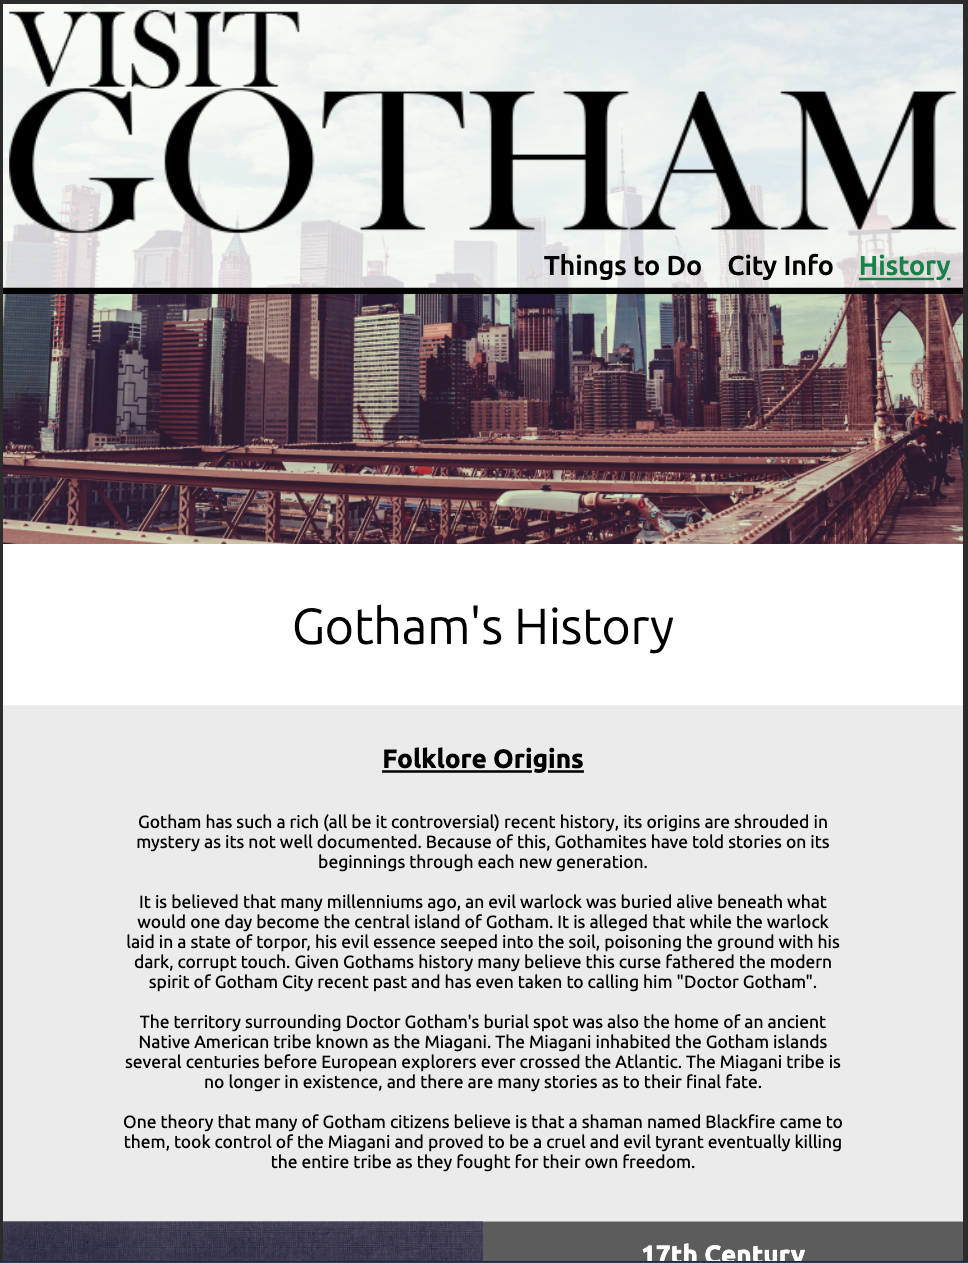 VISIT
GOTHAM
Things to Do City Info History
Gotham's History
Folklore Origins
Gotham has such a rich (all be it controversial) recent history, its origins are shrouded in
mystery as its not well documented. Because of this, Gothamites have told stories on its
beginnings through each new generation.
It is believed that many millenniums ago, an evil warlock was buried alive beneath what
would one day become the central island of Gotham. It is alleged that while the warlock
laid in a state of torpor, his evil essence seeped into the soil, poisoning the ground with his
dark, corrupt touch. Given Gothams history many believe this curse fathered the modern
spirit of Gotham City recent past and has even taken to calling him "Doctor Gotham".
The territory surrounding Doctor Gotham's burial spot was also the home of an ancient
Native American tribe known as the Miagani. The Miagani inhabited the Gotham islands
several centuries before European explorers ever crossed the Atlantic. The Miagani tribe is
no longer in existence, and there are many stories as to their final fate.
One theory that many of Gotham citizens believe is that a shaman named Blackfire came to
them, took control of the Miagani and proved to be a cruel and evil tyrant eventually killing
the entire tribe as they fought for their own freedom.
17th Century